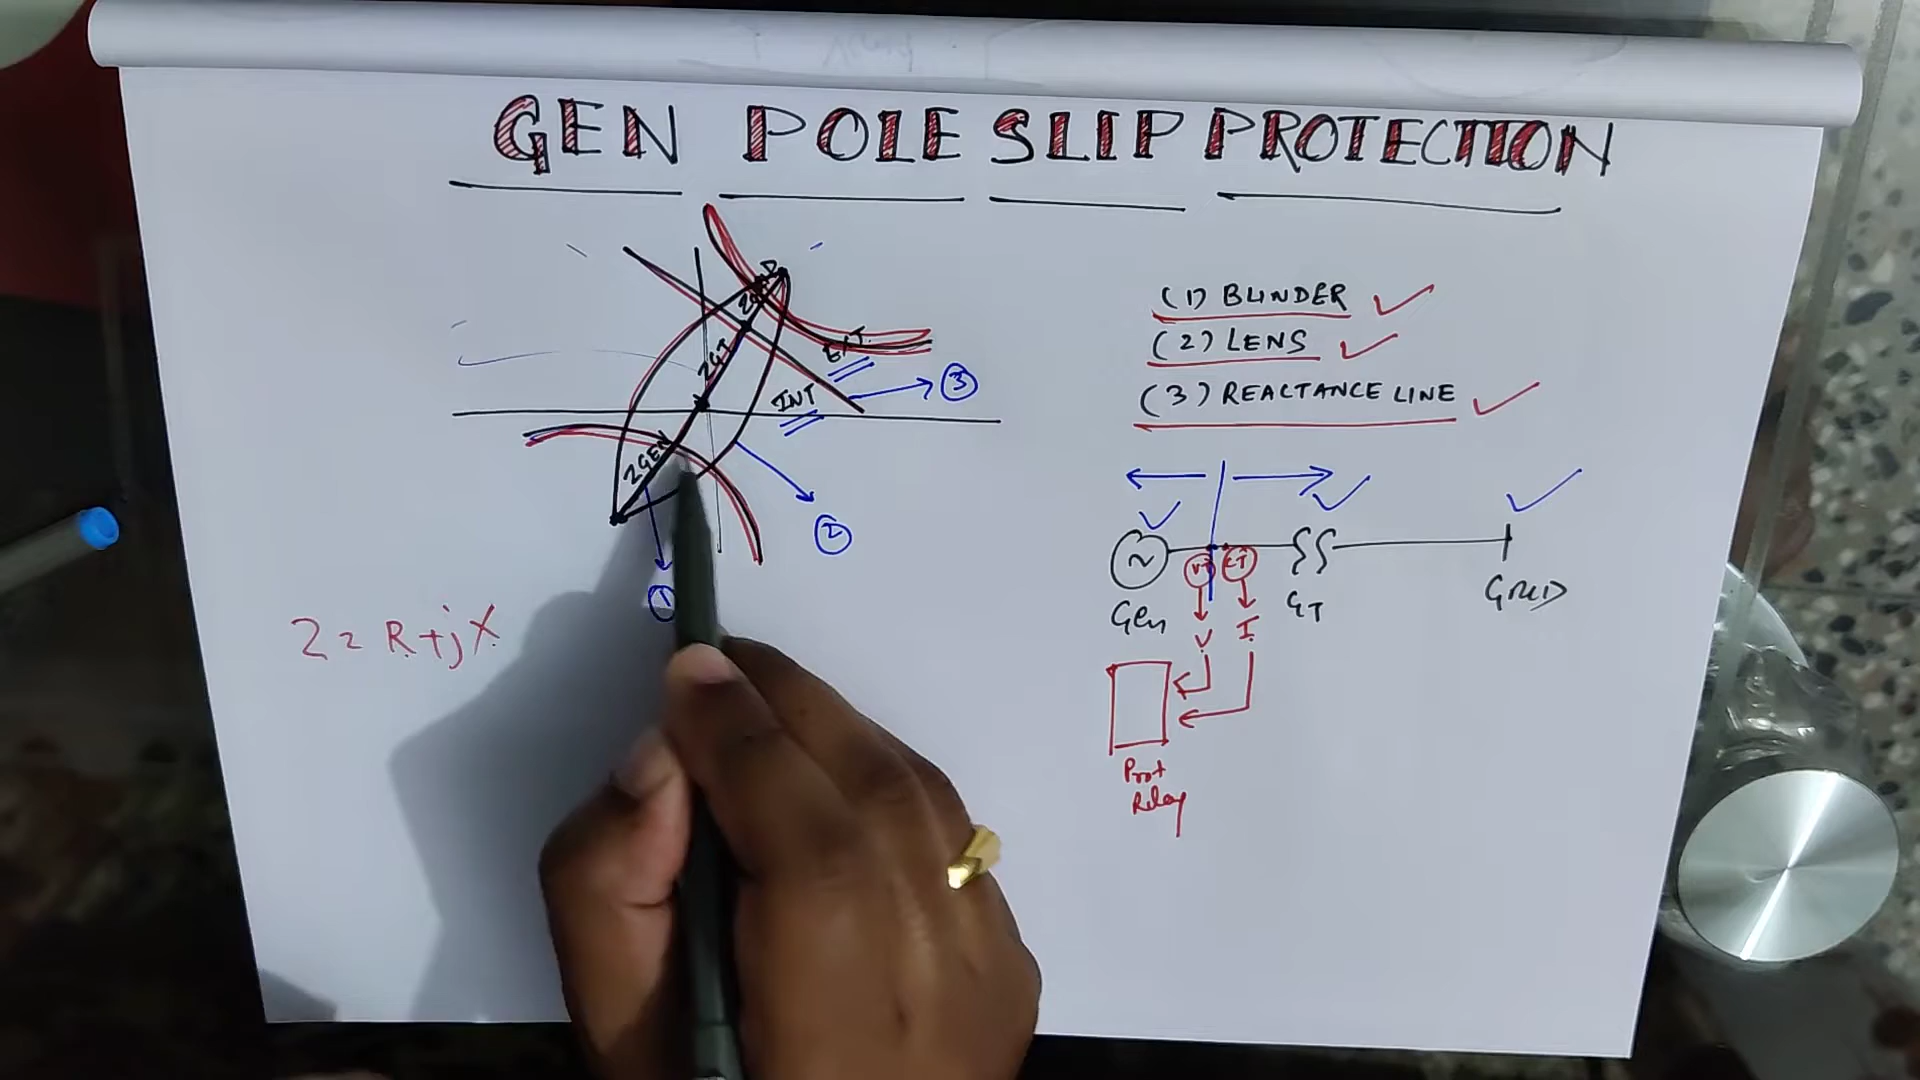 GEN POLE SLIP PROTECTION
ZGT
EXT.
INT
ZGEN
3
2
1
Z = R + jX
(1) BLINDER
(2) LENS
(3) REACTANCE LINE
VT CT
Gen
GT
GRID
V I
Prot
Relay